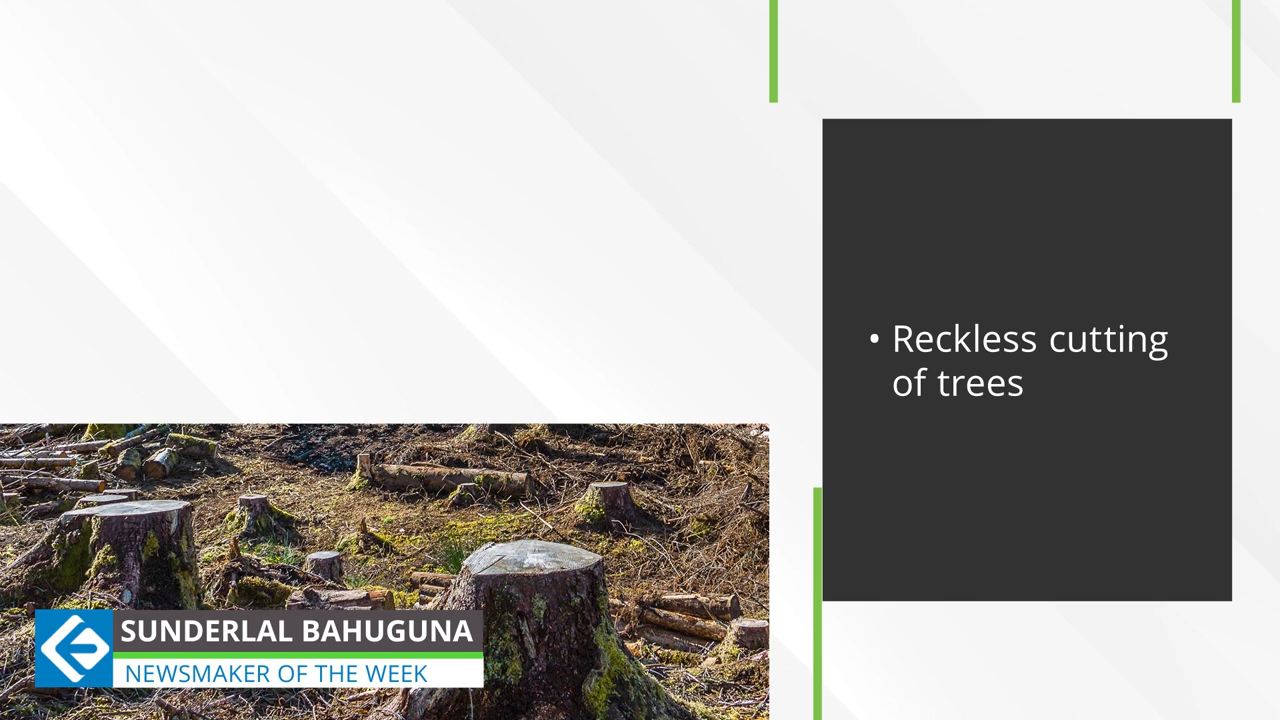 • Reckless cutting
of trees
SUNDERLAL BAHUGUNA
NEWSMAKER OF THE WEEK